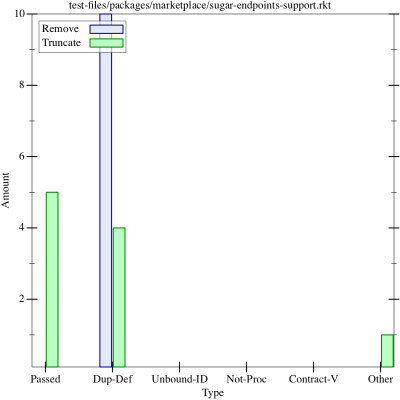 test-files/packages/marketplace/sugar-endpoints-support.rkt
10
Remove
Truncate
8
6
Amount
4
2
Passed Dup-Def Unbound-ID Not-Proc Contract-V Other
Type